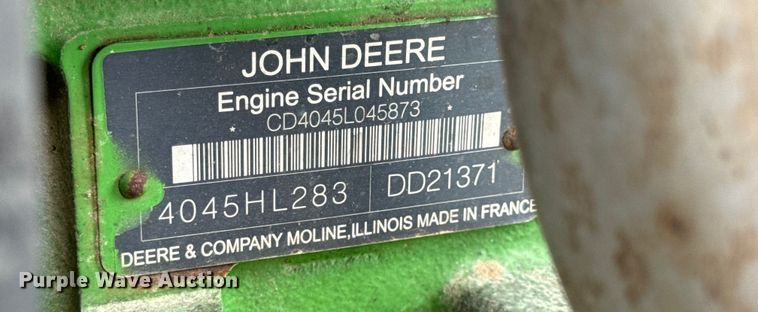 JOHN DEERE
Engine Serial Number
* CD4045L045873 *
4045HL283 DD21371
DEERE & COMPANY MOLINE, ILLINOIS MADE IN FRANCE
Purple Wave Auction